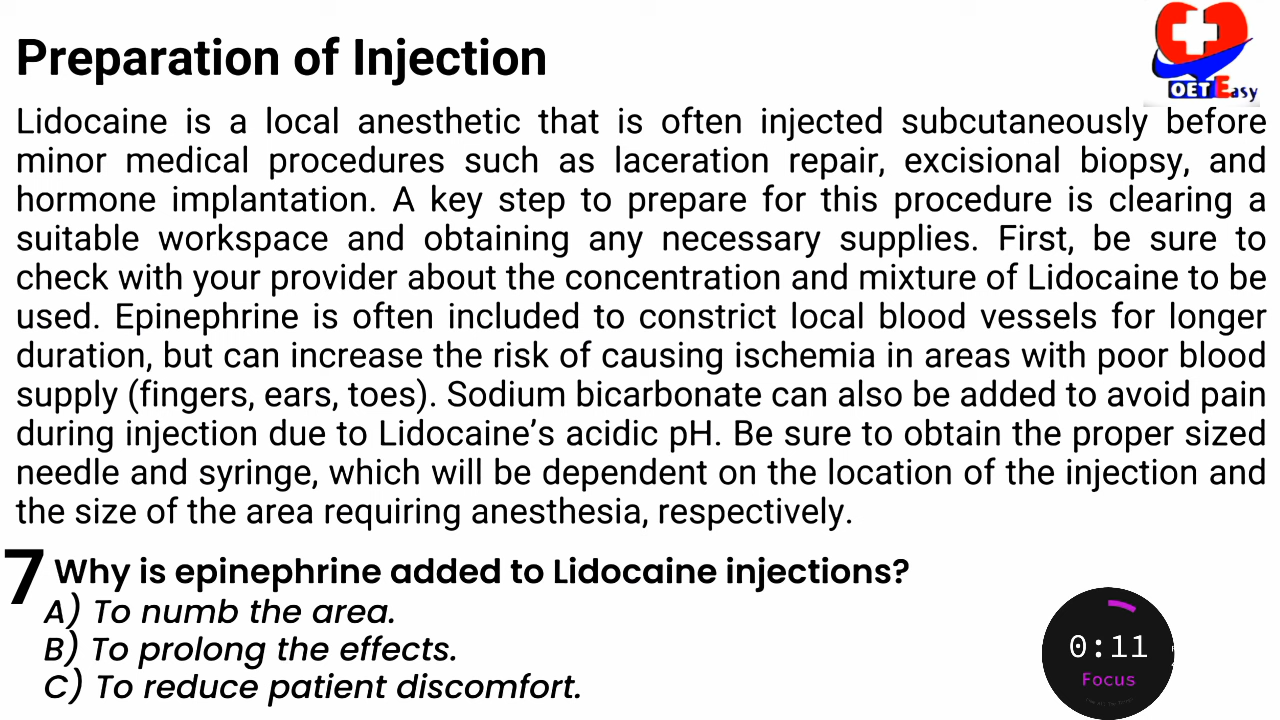 Preparation of Injection
OET Easy
Lidocaine is a local anesthetic that is often injected subcutaneously before
minor medical procedures such as laceration repair, excisional biopsy, and
hormone implantation. A key step to prepare for this procedure is clearing a
suitable workspace and obtaining any necessary supplies. First, be sure to
check with your provider about the concentration and mixture of Lidocaine to be
used. Epinephrine is often included to constrict local blood vessels for longer
duration, but can increase the risk of causing ischemia in areas with poor blood
supply (fingers, ears, toes). Sodium bicarbonate can also be added to avoid pain
during injection due to Lidocaine’s acidic pH. Be sure to obtain the proper sized
needle and syringe, which will be dependent on the location of the injection and
the size of the area requiring anesthesia, respectively.
7 Why is epinephrine added to Lidocaine injections?
A) To numb the area.
B) To prolong the effects.
C) To reduce patient discomfort.
0:11
Focus